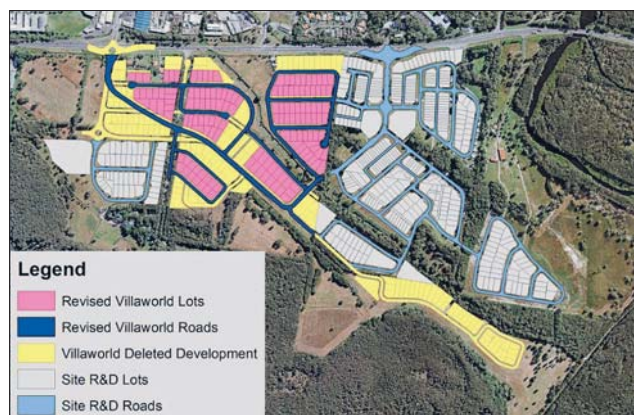 Legend
Revised Villaworld Lots
Revised Villaworld Roads
Villaworld Deleted Development
Site R&D Lots
Site R&D Roads